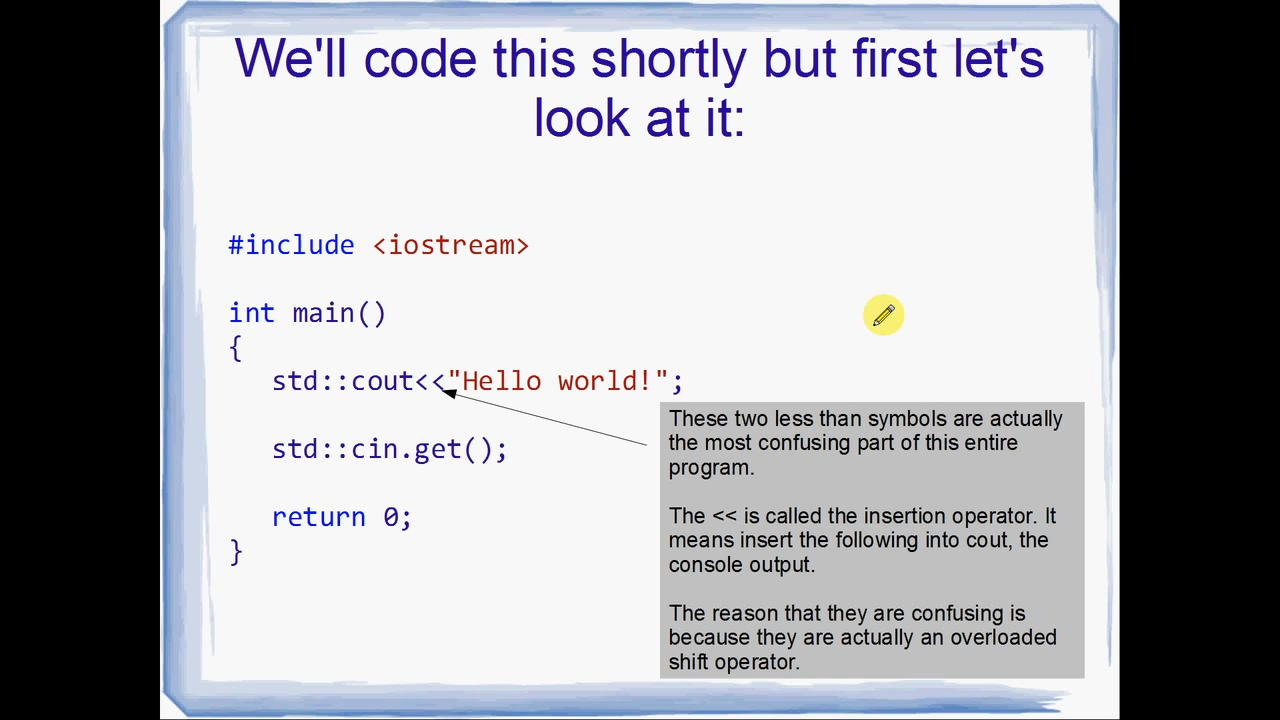 We'll code this shortly but first let's
look at it:
#include <iostream>
int main()
{
std::cout<<"Hello world!";
std::cin.get();
return 0;
}
These two less than symbols are actually
the most confusing part of this entire
program.
The << is called the insertion operator. It
means insert the following into cout, the
console output.
The reason that they are confusing is
because they are actually an overloaded
shift operator.